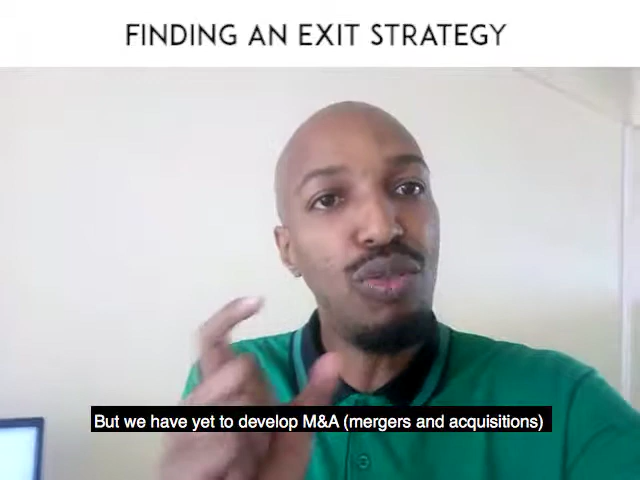 FINDING AN EXIT STRATEGY
But we have yet to develop M&A (mergers and acquisitions)